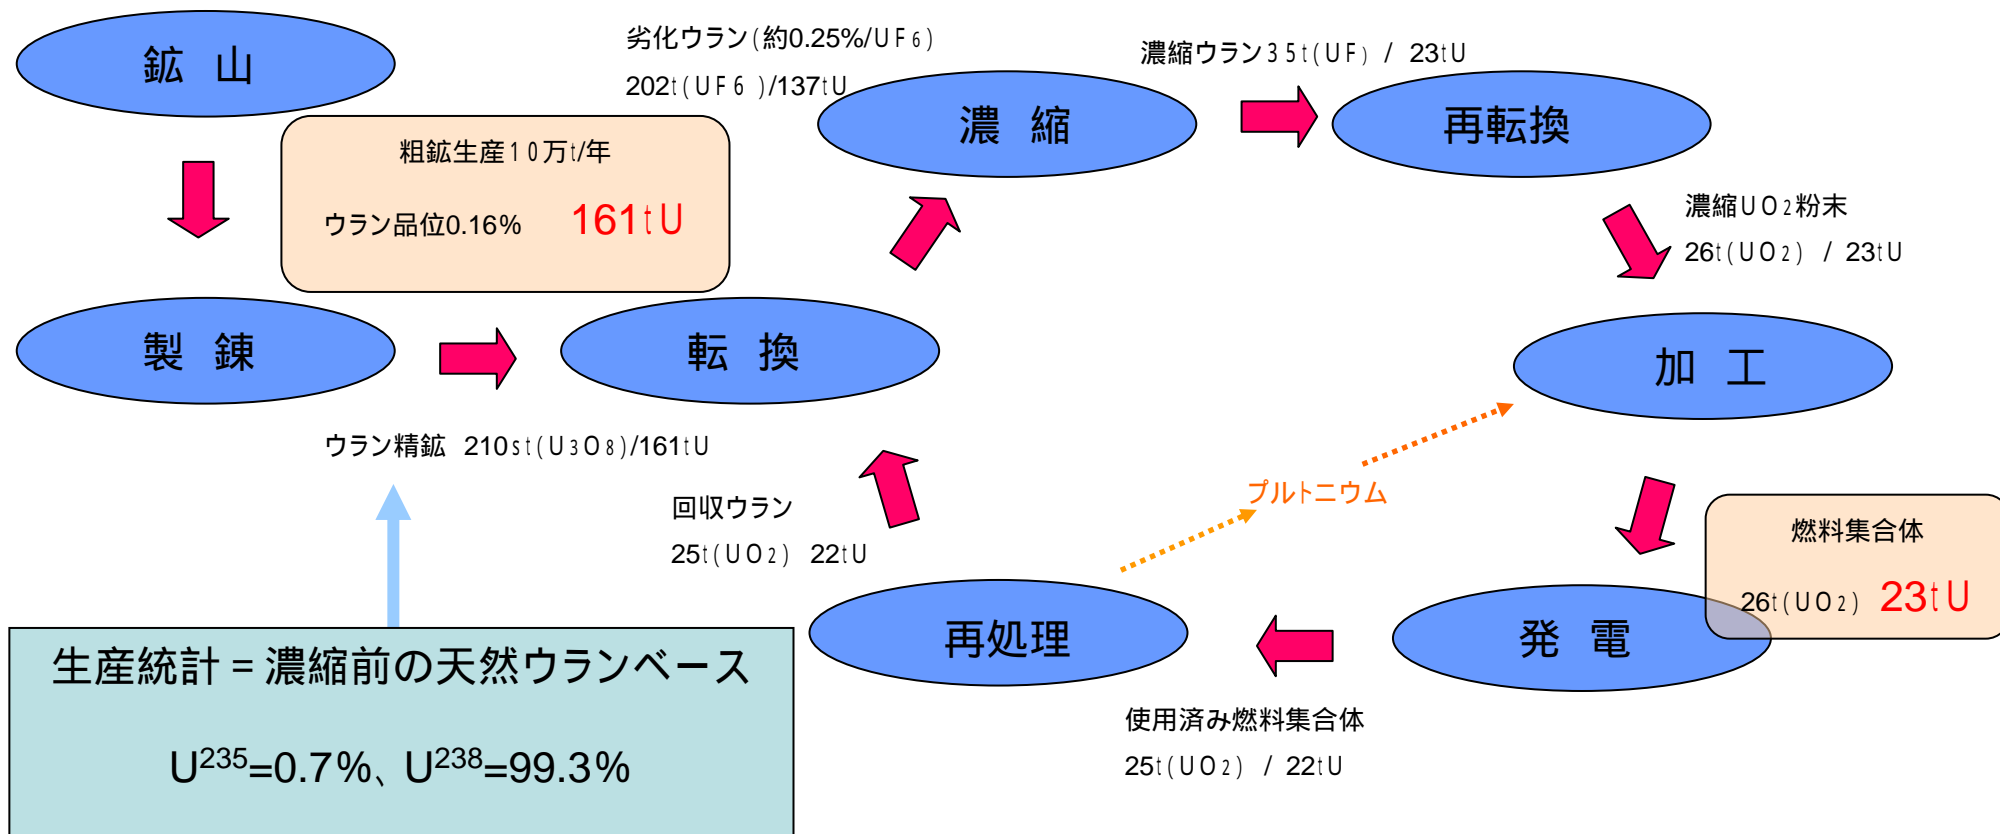 鉱 山
劣化ウラン(約0.25%/UF6)
202t(UF6)/137tU
濃 縮
濃縮ウラン35t(UF) / 23tU
再転換
粗鉱生産10万t/年
ウラン品位0.16% 161tU
濃縮UO2粉末
26t(UO2) / 23tU
製 錬
転 換
加 工
ウラン精鉱 210st(U3O8)/161tU
回収ウラン
25t(UO2) 22tU
プルトニウム
燃料集合体
26t(UO2) 23tU
再処理
発 電
使用済み燃料集合体
25t(UO2) / 22tU
生産統計=濃縮前の天然ウランベース
U235=0.7%、U238=99.3%